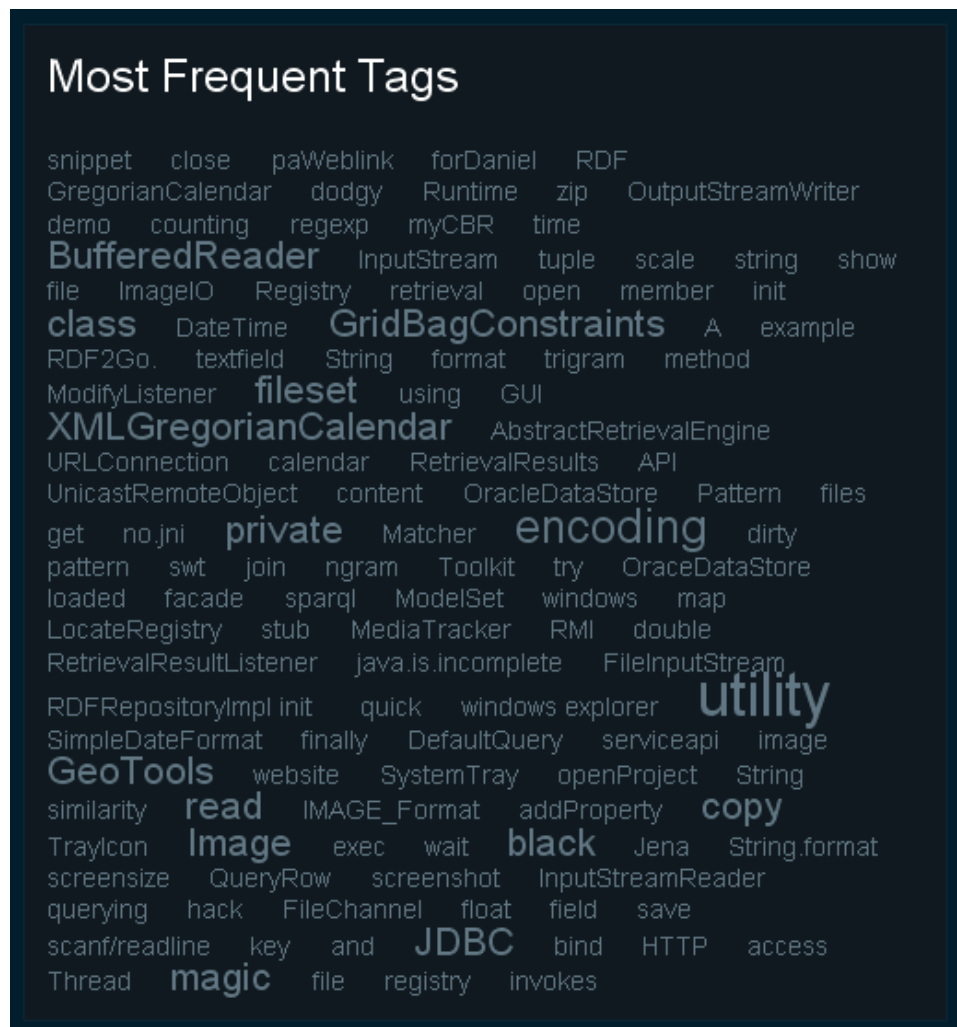 Most Frequent Tags
snippet close paWeblink forDaniel RDF
GregorianCalendar dodgy Runtime zip OutputStreamWriter
demo counting regexp myCBR time
BufferedReader InputStream tuple scale string show
file ImageIO Registry retrieval open member init
class DateTime GridBagConstraints A example
RDF2Go. textfield String format trigram method
ModifyListener fileset using GUI
XMLGregorianCalendar AbstractRetrievalEngine
URLConnection calendar RetrievalResults API
UnicastRemoteObject content OracleDataStore Pattern files
get no.jni private Matcher encoding dirty
pattern swt join ngram Toolkit try OraceDataStore
loaded facade sparql ModelSet windows map
LocateRegistry stub MediaTracker RMI double
RetrievalResultListener java.is.incomplete FileInputStream
RDFRepositoryImpl init quick windows explorer utility
SimpleDateFormat finally DefaultQuery serviceapi image
GeoTools website SystemTray openProject String
similarity read IMAGE_Format addProperty copy
TrayIcon Image exec wait black Jena String.format
screensize QueryRow screenshot InputStreamReader
querying hack FileChannel float field save
scanf/readline key and JDBC bind HTTP access
Thread magic file registry invokes